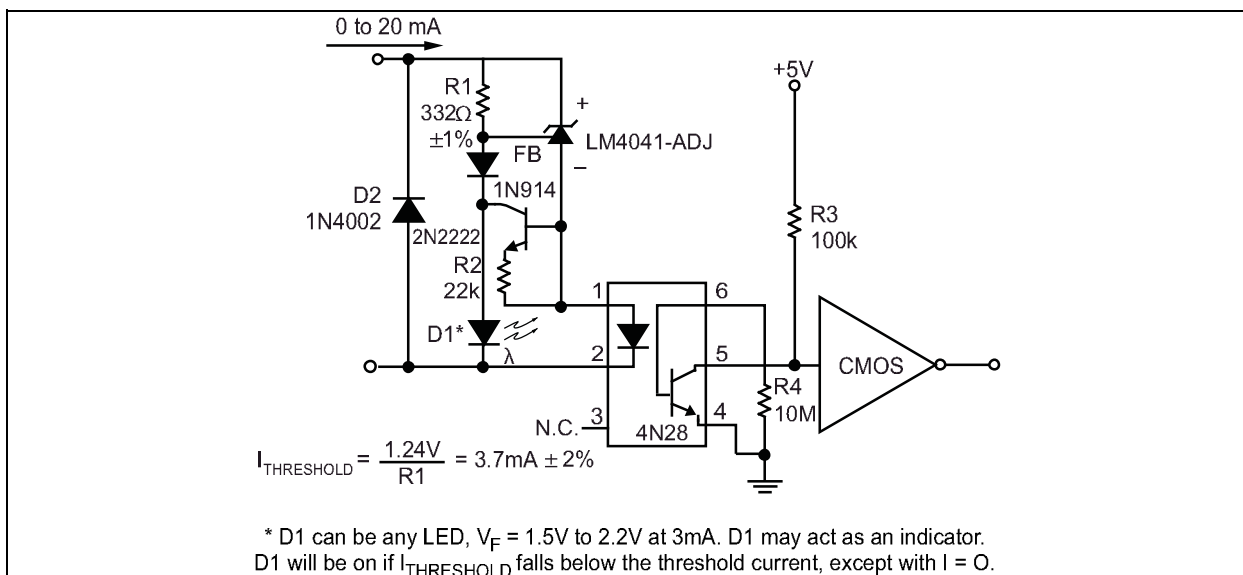 0 to 20 mA
R1
332Ω
±1%
+
FB
LM4041-ADJ
−
1N914
D2
1N4002
2N2222
R2
22k
D1*
λ
+5V
R3
100k
1
2
3
N.C.
6
5
4
4N28
R4
10M
CMOS
I THRESHOLD = 1.24V / R1 = 3.7mA ± 2%
* D1 can be any LED, VF = 1.5V to 2.2V at 3mA. D1 may act as an indicator.
D1 will be on if ITHRESHOLD falls below the threshold current, except with I = O.